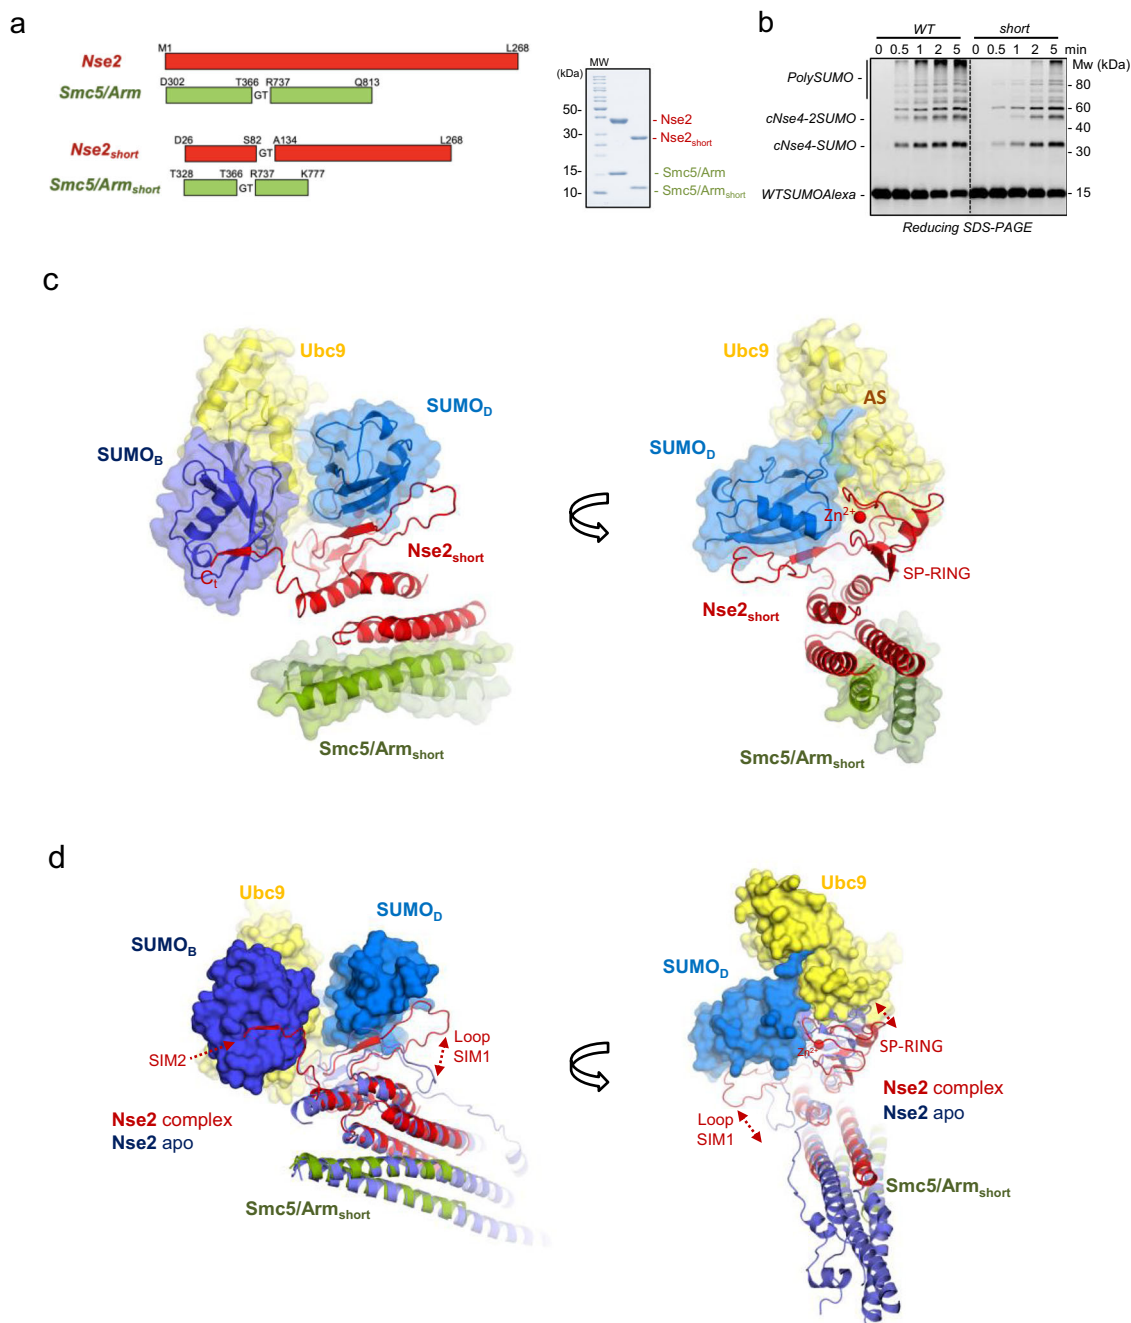 a
M1 L268
Nse2
D302 T366 R737 Q813
Smc5/Arm
GT
D26 S82 A134 L268
Nse2short
GT
T328 T366 R737 K777
Smc5/Armshort
GT
(kDa) MW
50-
30-
15-
10-
- Nse2
- Nse2short
- Smc5/Arm
- Smc5/Armshort
b
WT short
0 0.5 1 2 5 0 0.5 1 2 5 min
Mw (kDa)
PolySUMO -
cNse4-2SUMO -
cNse4-SUMO -
WTSUMOAlexa -
- 80
- 60
- 40
- 30
- 15
Reducing SDS-PAGE
c
Ubc9
SUMOD
SUMOB
Ct
Nse2short
Smc5/Armshort
Ubc9
AS
SUMOD
Zn2+
SP-RING
Nse2short
Smc5/Armshort
d
Ubc9
SUMOD
SUMOB
SIM2
Loop
SIM1
Nse2 complex
Nse2 apo
Smc5/Armshort
Ubc9
SUMOD
Zn2+
SP-RING
Nse2 complex
Nse2 apo
Loop
SIM1
Smc5/Armshort